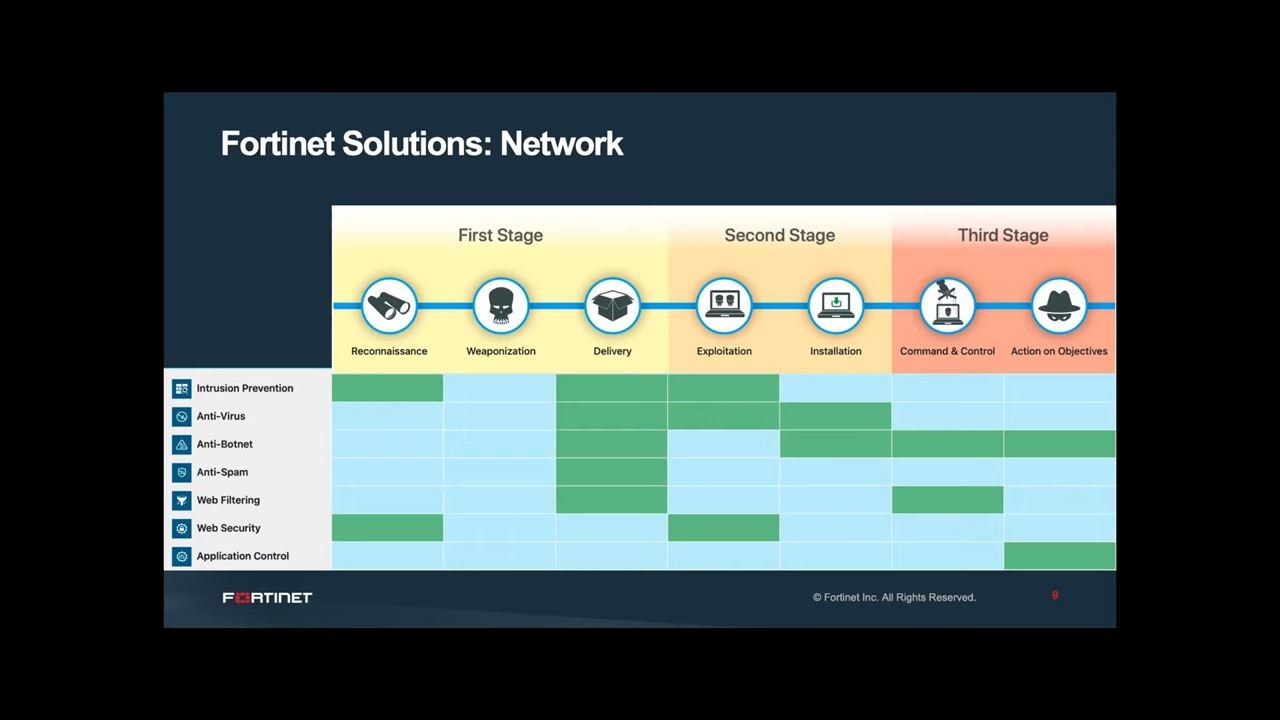 Fortinet Solutions: Network
First Stage
Second Stage
Third Stage
Reconnaissance
Weaponization
Delivery
Exploitation
Installation
Command & Control
Action on Objectives
Intrusion Prevention
Anti-Virus
Anti-Botnet
Anti-Spam
Web Filtering
Web Security
Application Control
FORTINET
© Fortinet Inc. All Rights Reserved.
9